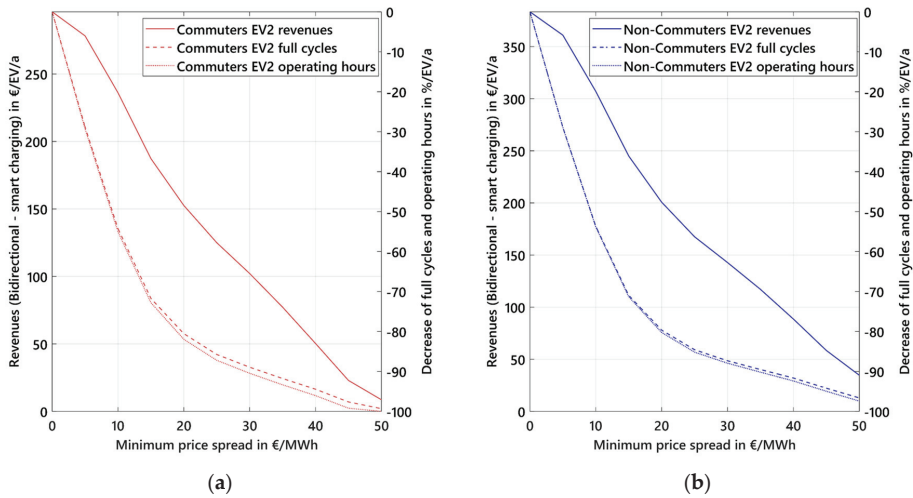 Commuters EV2 revenues
Commuters EV2 full cycles
Commuters EV2 operating hours
Revenues (Bidirectional - smart charging) in €/EV/a
250
200
150
100
50
0
0
-10
-20
-30
-40
-50
-60
-70
-80
-90
-100
Decrease of full cycles and operating hours in %/EV/a
0 10 20 30 40 50
Minimum price spread in €/MWh
(a)
Non-Commuters EV2 revenues
Non-Commuters EV2 full cycles
Non-Commuters EV2 operating hours
Revenues (Bidirectional - smart charging) in €/EV/a
350
300
250
200
150
100
50
0
0
-10
-20
-30
-40
-50
-60
-70
-80
-90
-100
Decrease of full cycles and operating hours in %/EV/a
0 10 20 30 40 50
Minimum price spread in €/MWh
(b)